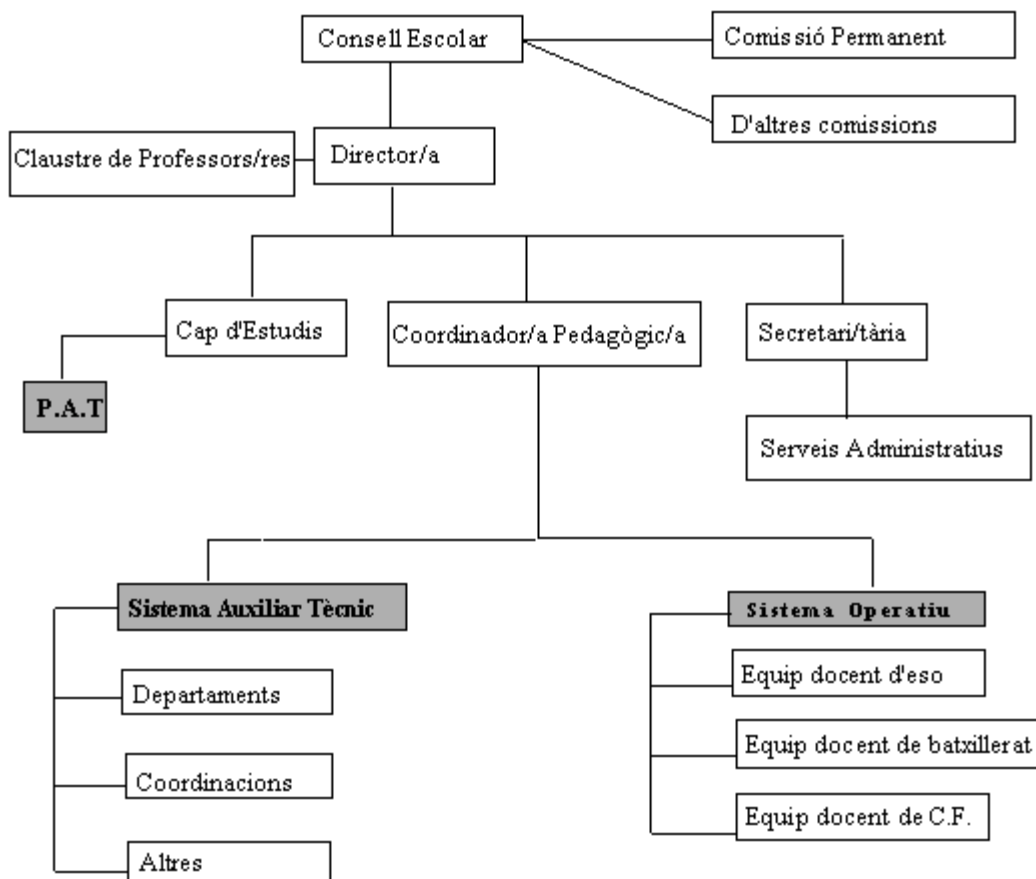 Consell Escolar
Comissió Permanent
D'altres comissions
Claustre de Professors/res
Director/a
Cap d'Estudis
Coordinador/a Pedagògic/a
Secretari/tària
P.A.T
Serveis Administratius
Sistema Auxiliar Tècnic
Sistema Operatiu
Departaments
Equip docent d'eso
Coordinacions
Equip docent de batxillerat
Altres
Equip docent de C.F.